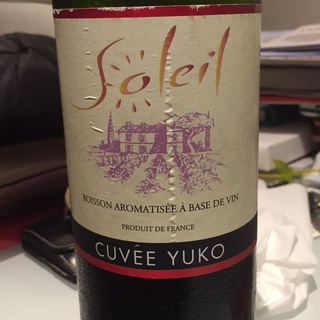 Soleil
BOISSON AROMATISÉE À BASE DE VIN
PRODUIT DE FRANCE
CUVÉE YUKO